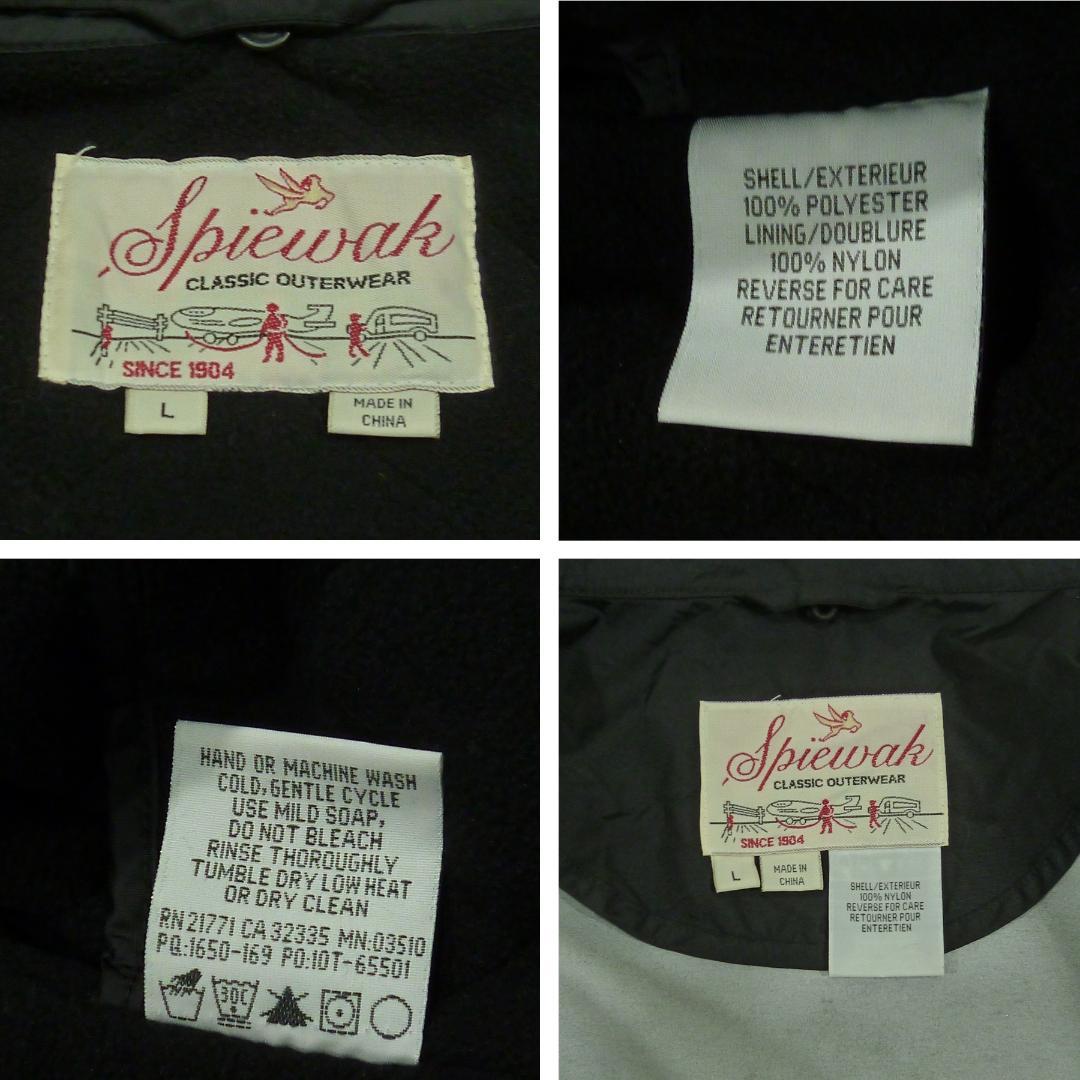 Spiewak
CLASSIC OUTERWEAR
SINCE 1904
L
MADE IN
CHINA
SHELL/EXTERIEUR
100% POLYESTER
LINING/DOUBLURE
100% NYLON
REVERSE FOR CARE
RETOURNER POUR
ENTERETIEN
HAND OR MACHINE WASH
COLD, GENTLE CYCLE
USE MILD SOAP,
DO NOT BLEACH
RINSE THOROUGHLY
TUMBLE DRY LOW HEAT
OR DRY CLEAN
RN 21771 CA 32335 MN:03510
PQ:1650-169 PO:10T-65501
30C
Spiewak
CLASSIC OUTERWEAR
SINCE 1904
L
MADE IN
CHINA
SHELL/EXTERIEUR
100% NYLON
REVERSE FOR CARE
RETOURNER POUR
ENTERETIEN